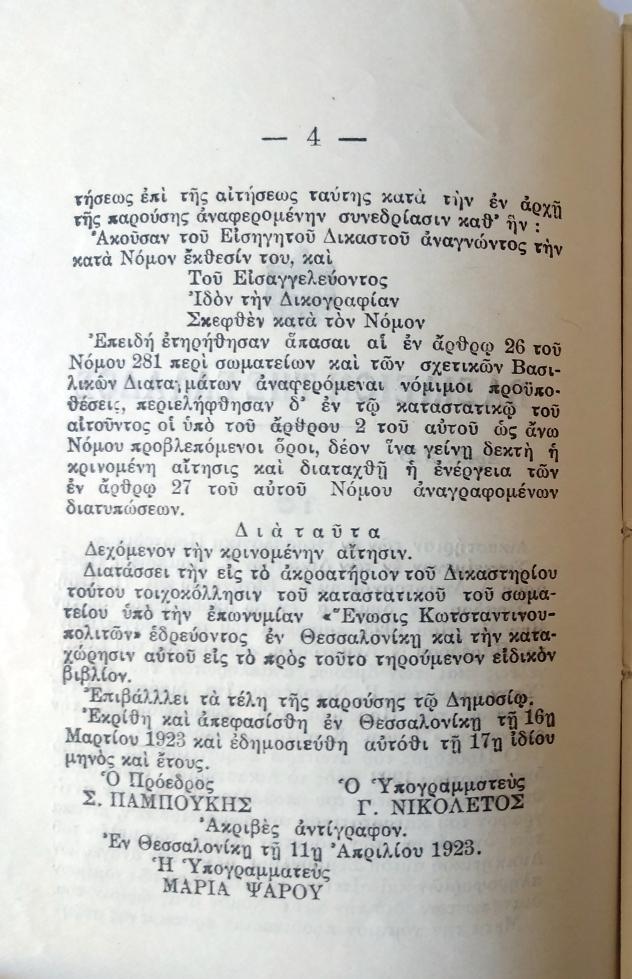 — 4 —
τήσεως ἐπὶ τῆς αἰτήσεως ταύτης κατὰ τὴν ἐν ἀρχῇ
τῆς παρούσης ἀναφερομένην συνεδρίασιν καθ' ἣν :
Ἀκοῦσαν τοῦ Εἰσηγητοῦ Δικαστοῦ ἀναγνώντος τὴν
κατὰ Νόμον ἔκθεσίν του, καὶ
Τοῦ Εἰσαγγελεύοντος
Ἰδὸν τὴν Δικογραφίαν
Σκεφθὲν κατὰ τὸν Νόμον
Ἐπειδὴ ἐτηρήθησαν ἅπασαι αἱ ἐν ἄρθρῳ 26 τοῦ
Νόμου 281 περὶ σωματείων καὶ τῶν σχετικῶν Βασι-
λικῶν Διαταγμάτων ἀναφερόμεναι νόμιμοι προϋπο-
θέσεις, περιελήφθησαν δ' ἐν τῷ καταστατικῷ τοῦ
αἰτοῦντος οἱ ὑπὸ τοῦ ἄρθρου 2 τοῦ αὐτοῦ ὡς ἄνω
Νόμου προβλεπόμενοι ὅροι, δέον ἵνα γείνῃ δεκτὴ ἡ
κρινομένη αἴτησις καὶ διαταχθῇ ἡ ἐνέργεια τῶν
ἐν ἄρθρῳ 27 τοῦ αὐτοῦ Νόμου ἀναγραφομένων
διατυπώσεων.
Διὰ ταῦτα
Δεχόμενον τὴν κρινομένην αἴτησιν.
Διατάσσει τὴν εἰς τὸ ἀκροατήριον τοῦ Δικαστηρίου
τούτου τοιχοκόλλησιν τοῦ καταστατικοῦ τοῦ σωμα-
τείου ὑπὸ τὴν ἐπωνυμίαν «Ἕνωσις Κωτσταντινου-
πολιτῶν» ἑδρεύοντος ἐν Θεσσαλονίκῃ καὶ τὴν κατα-
χώρησιν αὐτοῦ εἰς τὸ πρὸς τοῦτο τηρούμενον εἰδικὸν
βιβλίον.
Ἐπιβάλλλει τὰ τέλη τῆς παρούσης τῷ Δημοσίῳ.
Ἐκρίθη καὶ ἀπεφασίσθη ἐν Θεσσαλονίκῃ τῇ 16ῃ
Μαρτίου 1923 καὶ ἐδημοσιεύθη αὐτόθι τῇ 17ῃ ἰδίου
μηνὸς καὶ ἔτους.
Ὁ Πρόεδρος Ὁ Ὑπογραμματεὺς
Σ. ΠΑΜΠΟΥΚΗΣ Γ. ΝΙΚΟΛΕΤΟΣ
Ἀκριβὲς ἀντίγραφον.
Ἐν Θεσσαλονίκῃ τῇ 11ῃ Ἀπριλίου 1923.
Ἡ Ὑπογραμματεὺς
ΜΑΡΙΑ ΨΑΡΟΥ